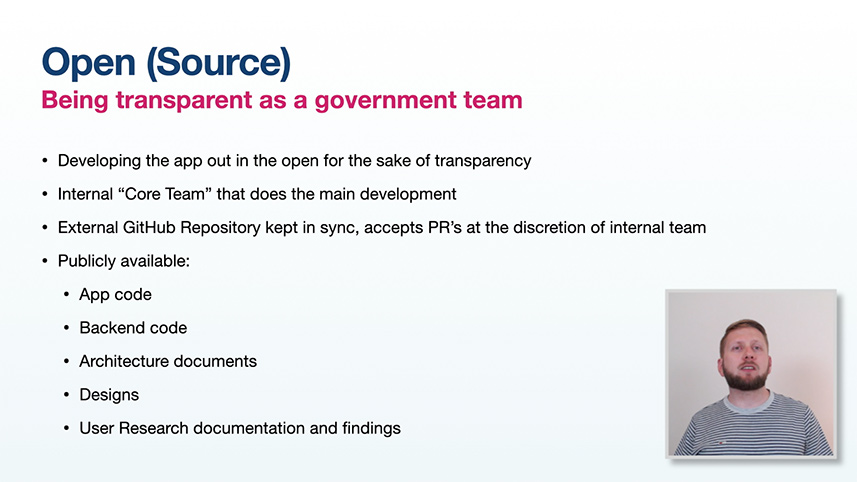 Open (Source)
Being transparent as a government team
• Developing the app out in the open for the sake of transparency
• Internal “Core Team” that does the main development
• External GitHub Repository kept in sync, accepts PR’s at the discretion of internal team
• Publicly available:
• App code
• Backend code
• Architecture documents
• Designs
• User Research documentation and findings